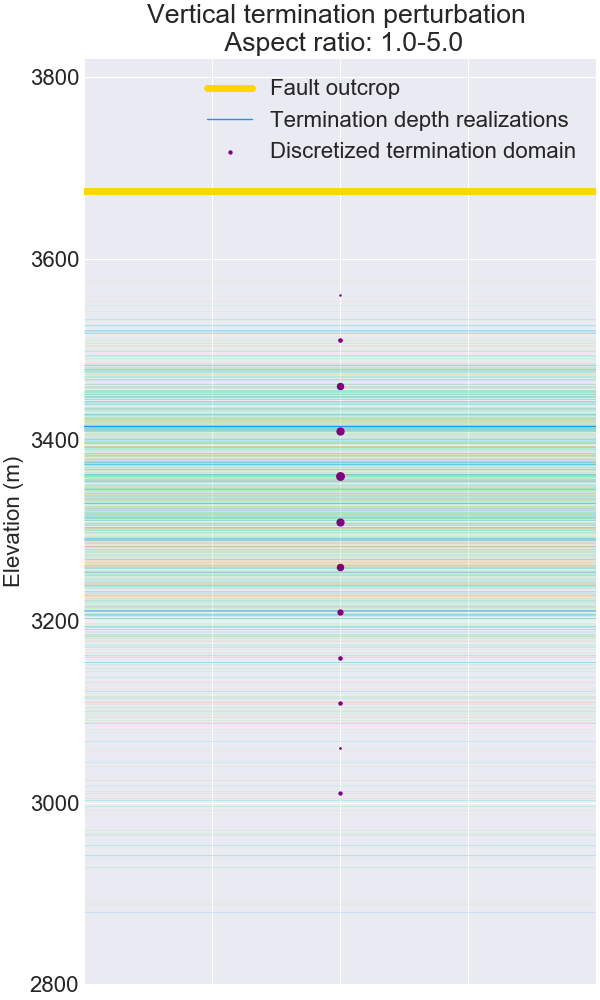 Vertical termination perturbation
Aspect ratio: 1.0-5.0
3800
Fault outcrop
Termination depth realizations
Discretized termination domain
3600
3400
Elevation (m)
3200
3000
2800